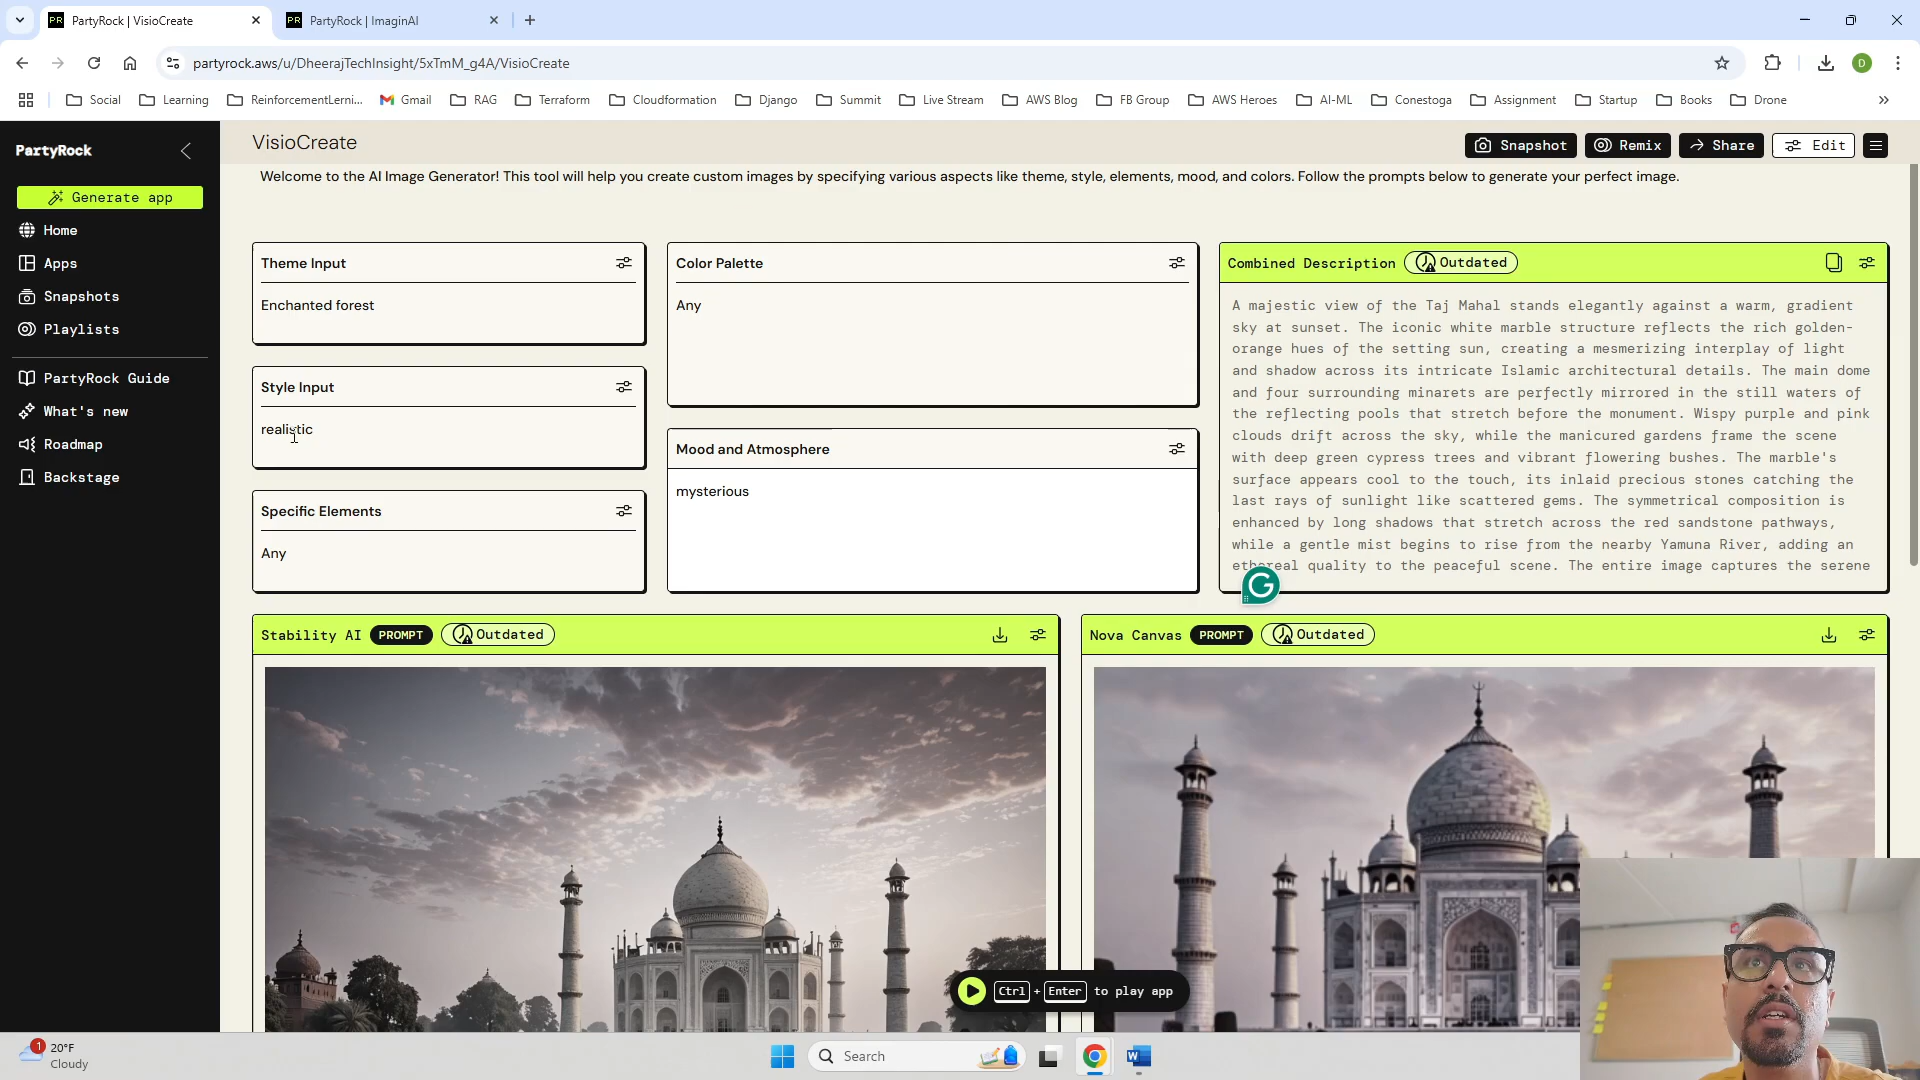 PartyRock | VisioCreate
PartyRock | ImaginAI
partyrock.aws/u/DheerajTechInsight/5xTmM_g4A/VisioCreate
D
Social
Learning
ReinforcementLerni...
Gmail
RAG
Terraform
Cloudformation
Django
Summit
Live Stream
AWS Blog
FB Group
AWS Heroes
AI-ML
Conestoga
Assignment
Startup
Books
Drone
PartyRock
Generate app
Home
Apps
Snapshots
Playlists
PartyRock Guide
What's new
Roadmap
Backstage
VisioCreate
Snapshot
Remix
Share
Edit
Welcome to the AI Image Generator! This tool will help you create custom images by specifying various aspects like theme, style, elements, mood, and colors. Follow the prompts below to generate your perfect image.
Theme Input
Enchanted forest
Style Input
realistic
Specific Elements
Any
Color Palette
Any
Mood and Atmosphere
mysterious
Combined Description Outdated
A majestic view of the Taj Mahal stands elegantly against a warm, gradient
sky at sunset. The iconic white marble structure reflects the rich golden-
orange hues of the setting sun, creating a mesmerizing interplay of light
and shadow across its intricate Islamic architectural details. The main dome
and four surrounding minarets are perfectly mirrored in the still waters of
the reflecting pools that stretch before the monument. Wispy purple and pink
clouds drift across the sky, while the manicured gardens frame the scene
with deep green cypress trees and vibrant flowering bushes. The marble's
surface appears cool to the touch, its inlaid precious stones catching the
last rays of sunlight like scattered gems. The symmetrical composition is
enhanced by long shadows that stretch across the red sandstone pathways,
while a gentle mist begins to rise from the nearby Yamuna River, adding an
ethereal quality to the peaceful scene. The entire image captures the serene
Stability AI PROMPT Outdated
Nova Canvas PROMPT Outdated
Ctrl + Enter to play app
1
20°F
Cloudy
Search